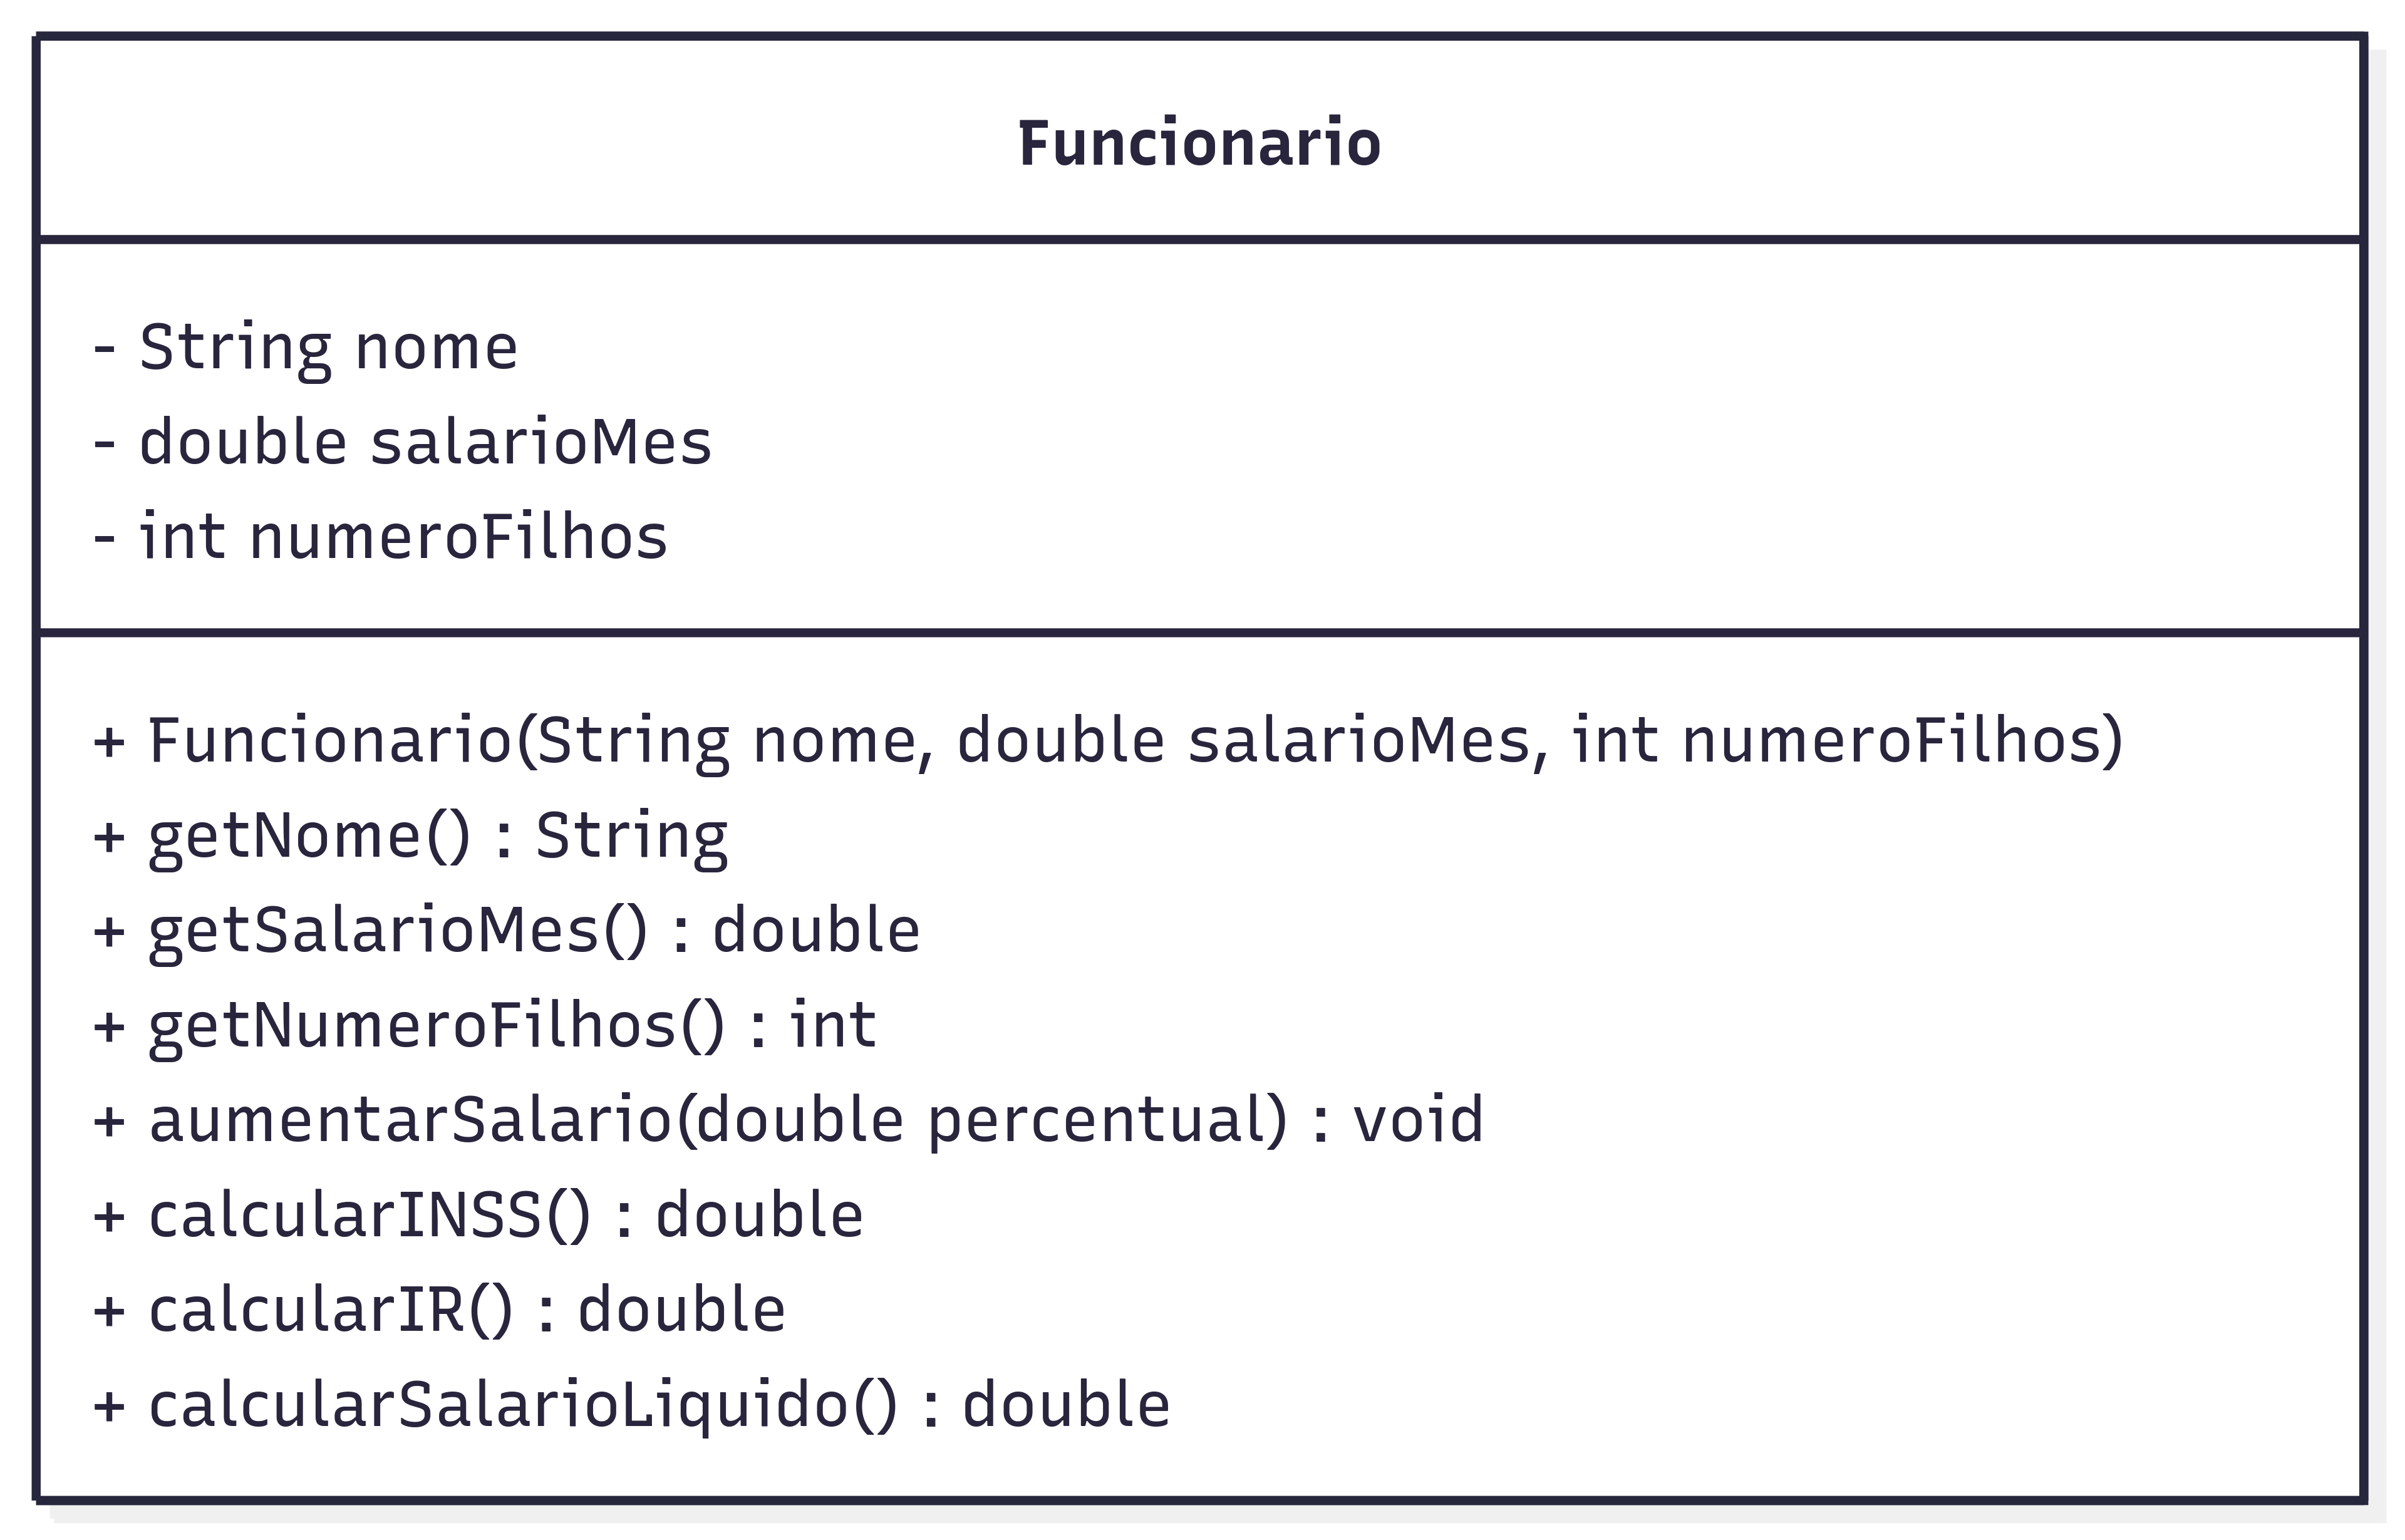 Funcionario
- String nome
- double salarioMes
- int numeroFilhos
+ Funcionario(String nome, double salarioMes, int numeroFilhos)
+ getNome() : String
+ getSalarioMes() : double
+ getNumeroFilhos() : int
+ aumentarSalario(double percentual) : void
+ calcularINSS() : double
+ calcularIR() : double
+ calcularSalarioLiquido() : double